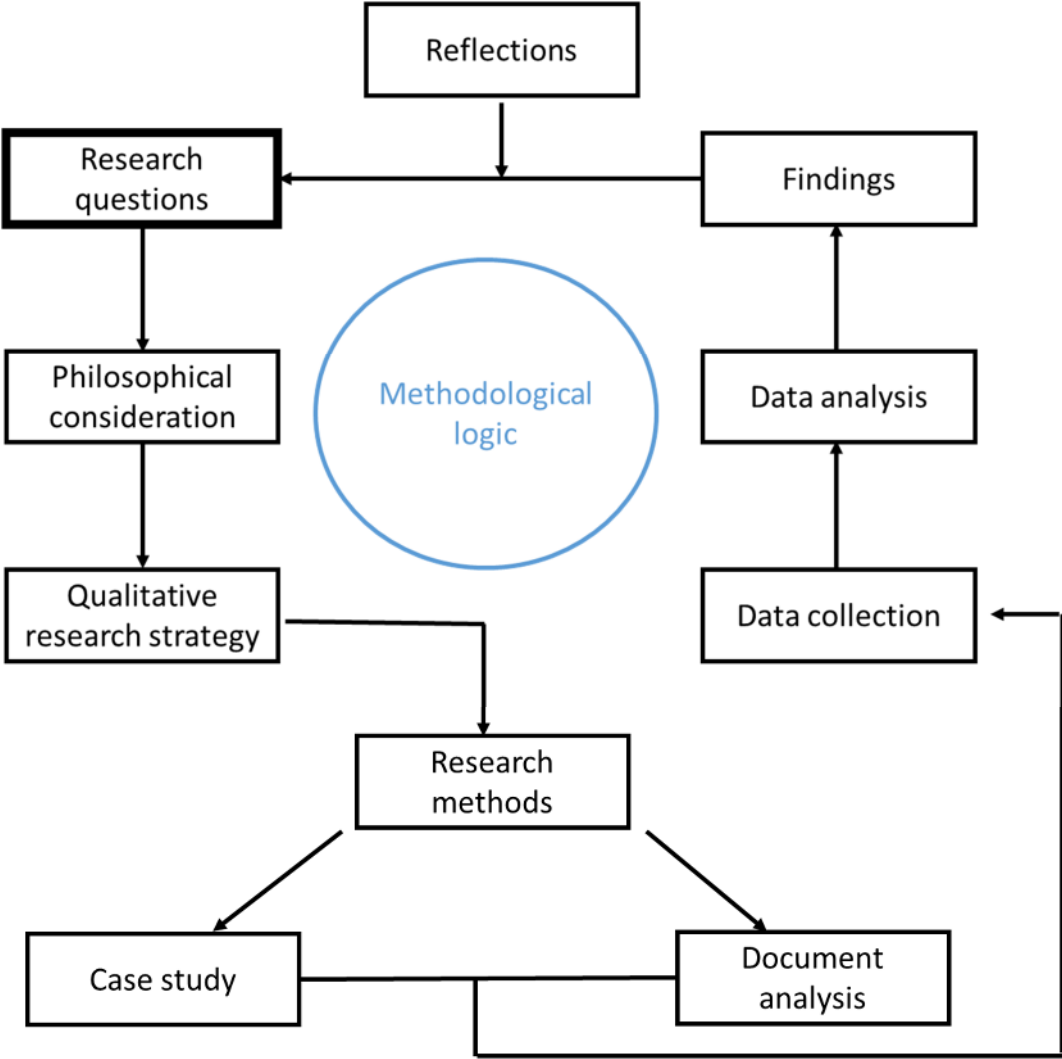 Reflections
Research
questions
Findings
Philosophical
consideration
Methodological
logic
Data analysis
Qualitative
research strategy
Data collection
Research
methods
Case study
Document
analysis